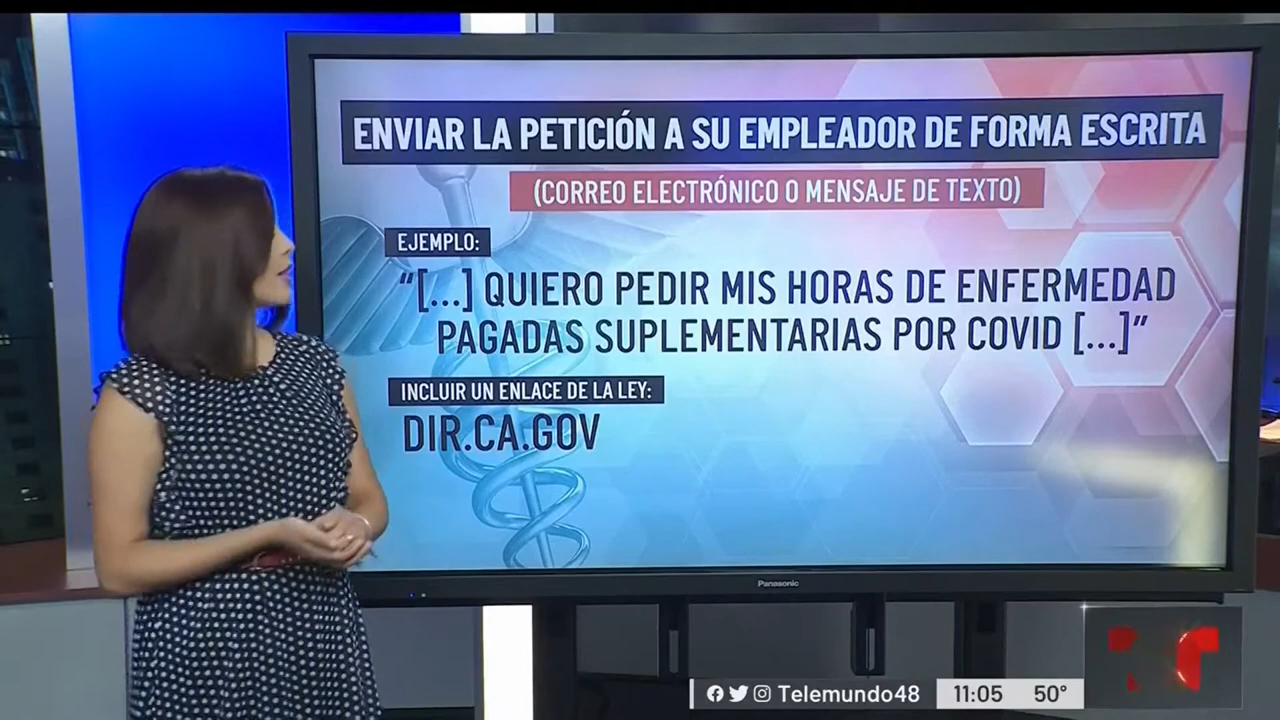 ENVIAR LA PETICIÓN A SU EMPLEADOR DE FORMA ESCRITA
(CORREO ELECTRÓNICO O MENSAJE DE TEXTO)
EJEMPLO:
“[...] QUIERO PEDIR MIS HORAS DE ENFERMEDAD
PAGADAS SUPLEMENTARIAS POR COVID [...]”
INCLUIR UN ENLACE DE LA LEY:
DIR.CA.GOV
Panasonic
Telemundo48 11:05 50°